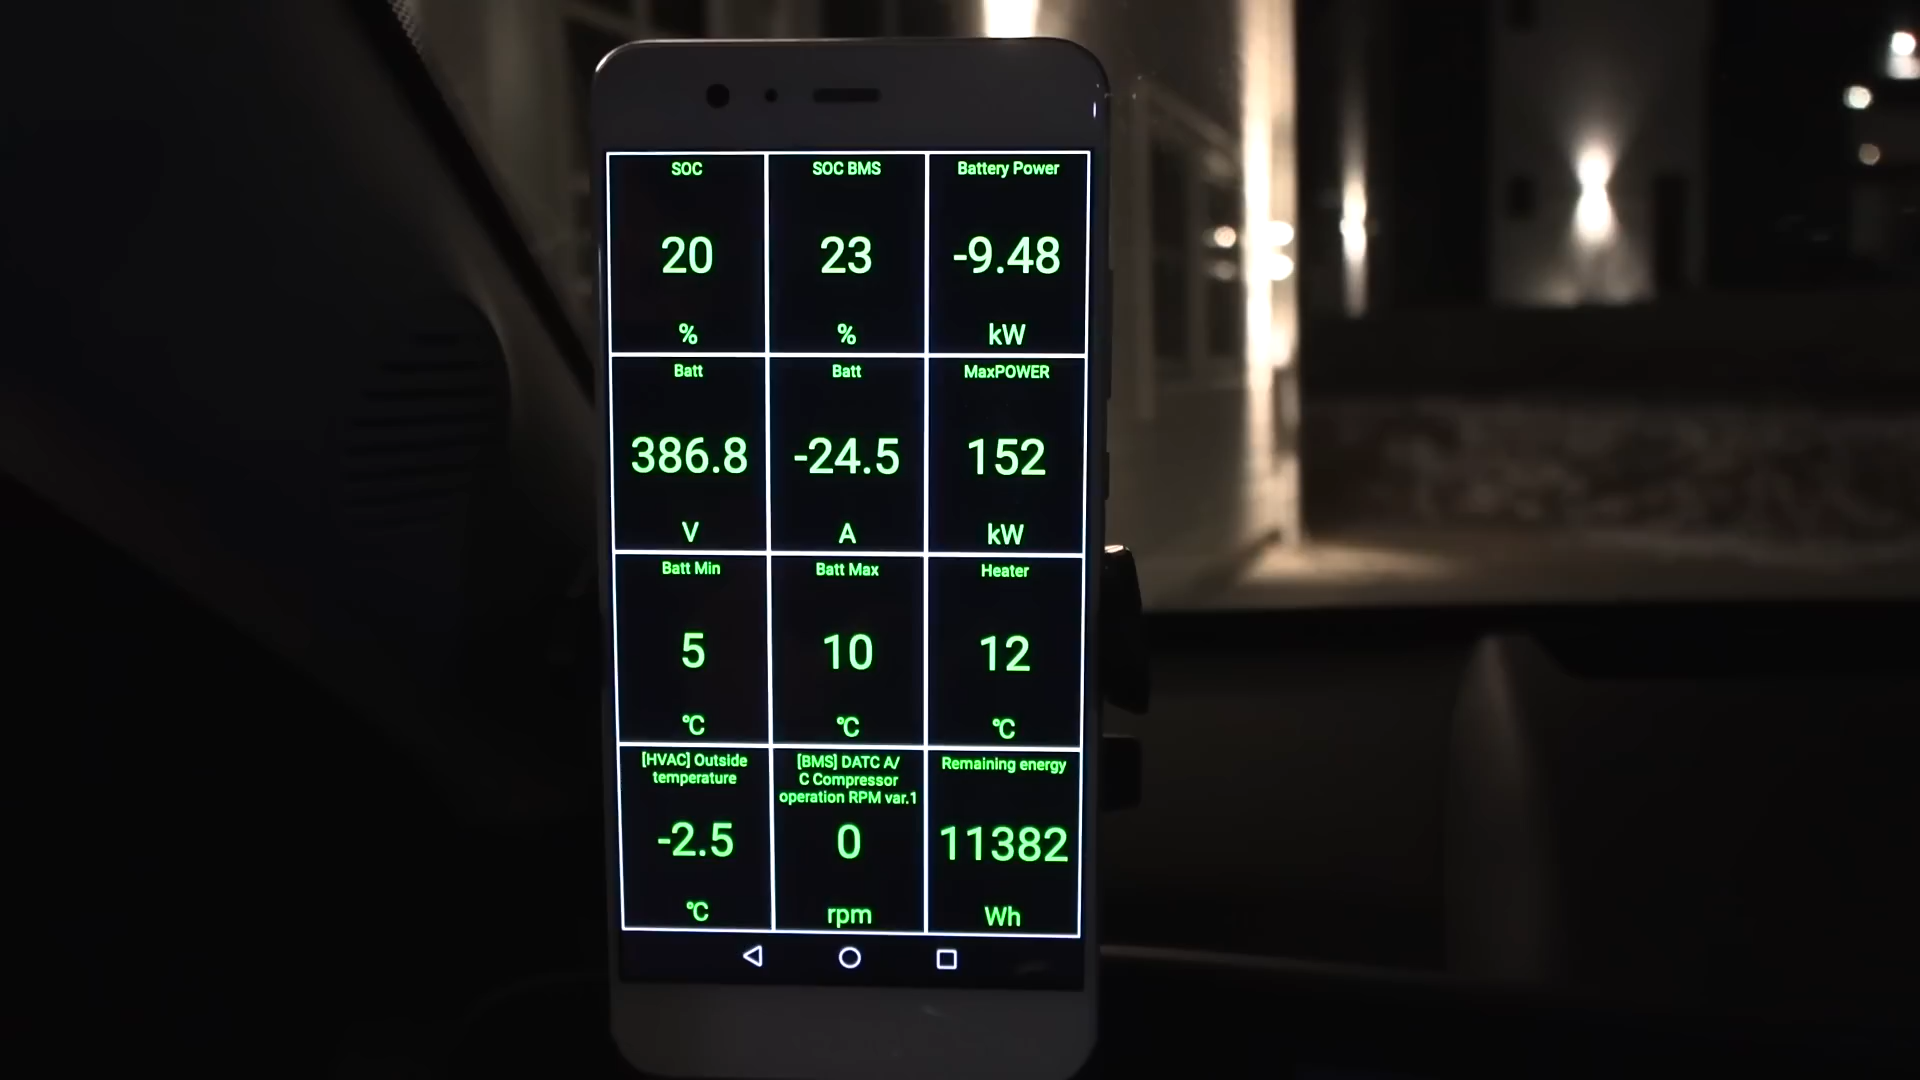 SOC
20
%
SOC BMS
23
%
Battery Power
-9.48
kW
Batt
386.8
V
Batt
-24.5
A
MaxPOWER
152
kW
Batt Min
5
℃
Batt Max
10
℃
Heater
12
℃
[HVAC] Outside
temperature
-2.5
℃
[BMS] DATC A/
C Compressor
operation RPM var.1
0
rpm
Remaining energy
11382
Wh